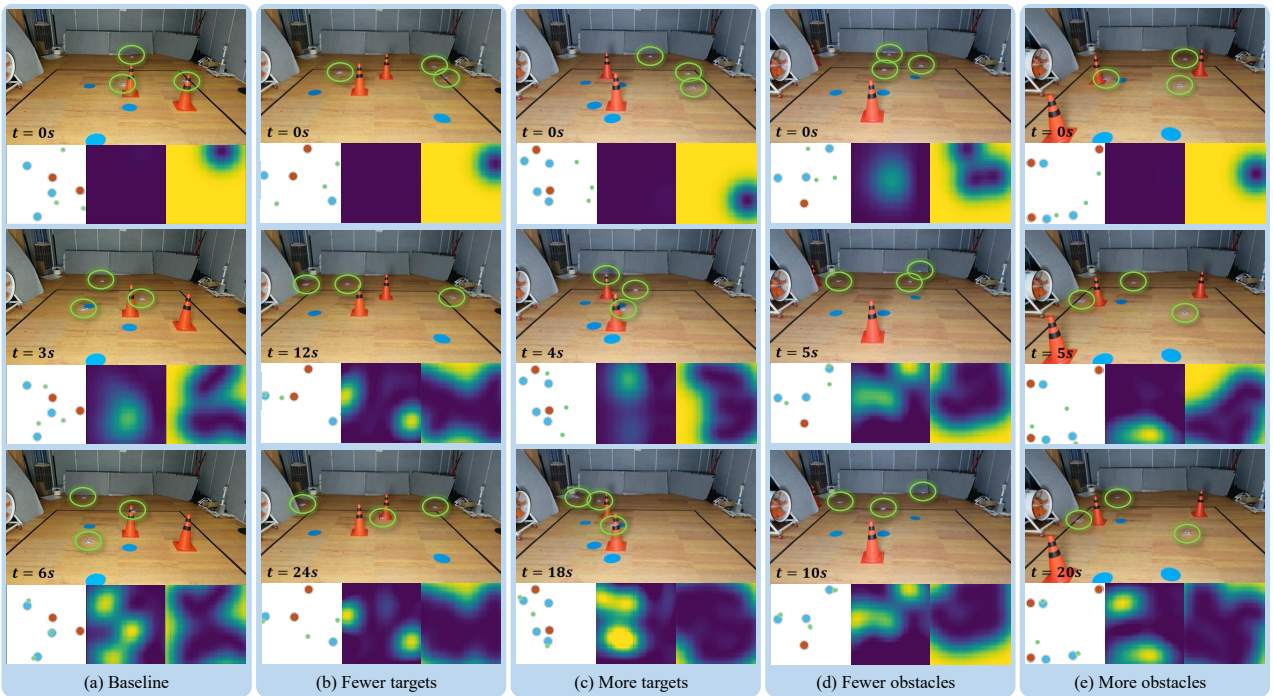 t = 0s
t = 0s
t = 0s
t = 0s
t = 0s
t = 3s
t = 12s
t = 4s
t = 5s
t = 5s
t = 6s
t = 24s
t = 18s
t = 10s
t = 20s
(a) Baseline
(b) Fewer targets
(c) More targets
(d) Fewer obstacles
(e) More obstacles